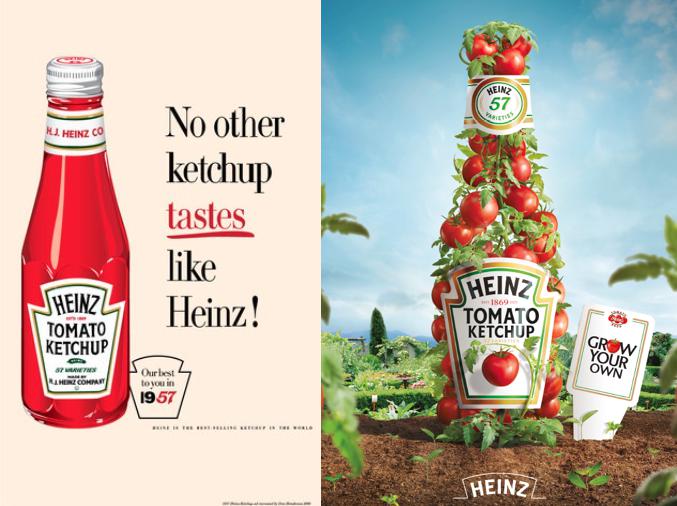 No other
ketchup
tastes
like
Heinz!
H.J. HEINZ CO
HEINZ
ESTD 1869
TOMATO
KETCHUP
57 VARIETIES
MADE BY
H.J. HEINZ COMPANY
Our best
to you in
1957
HEINZ IS THE BEST-SELLING KETCHUP IN THE WORLD
HEINZ
57
VARIETIES
HEINZ
1869
TOMATO
KETCHUP
GROW
YOUR
OWN
HEINZ